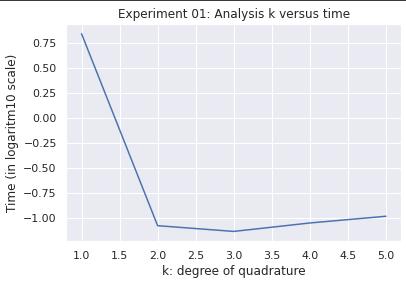 Experiment 01: Analysis k versus time
Time (in logaritm10 scale)
0.75
0.50
0.25
0.00
−0.25
−0.50
−0.75
−1.00
1.0 1.5 2.0 2.5 3.0 3.5 4.0 4.5 5.0
k: degree of quadrature